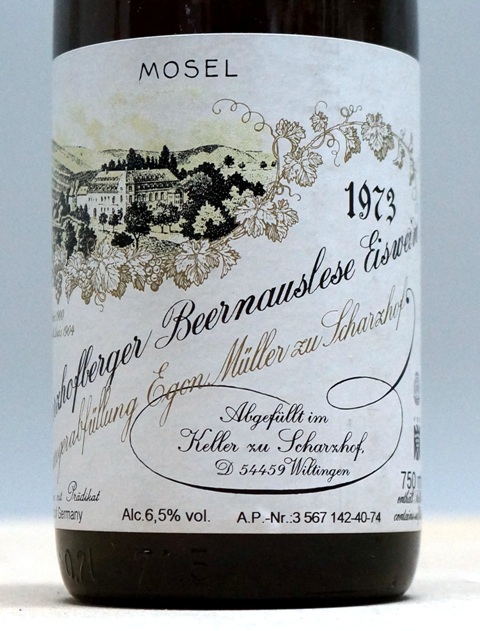 MOSEL
1973
Beernauslese Eiswein
Egon Müller zu Scharzhof
Abgefüllt im
Keller zu Scharzhof,
D 54459 Wiltingen
Prädikat
750
Germany
Alc.6,5% vol.
A.P.-Nr.:3 567 142-40-74